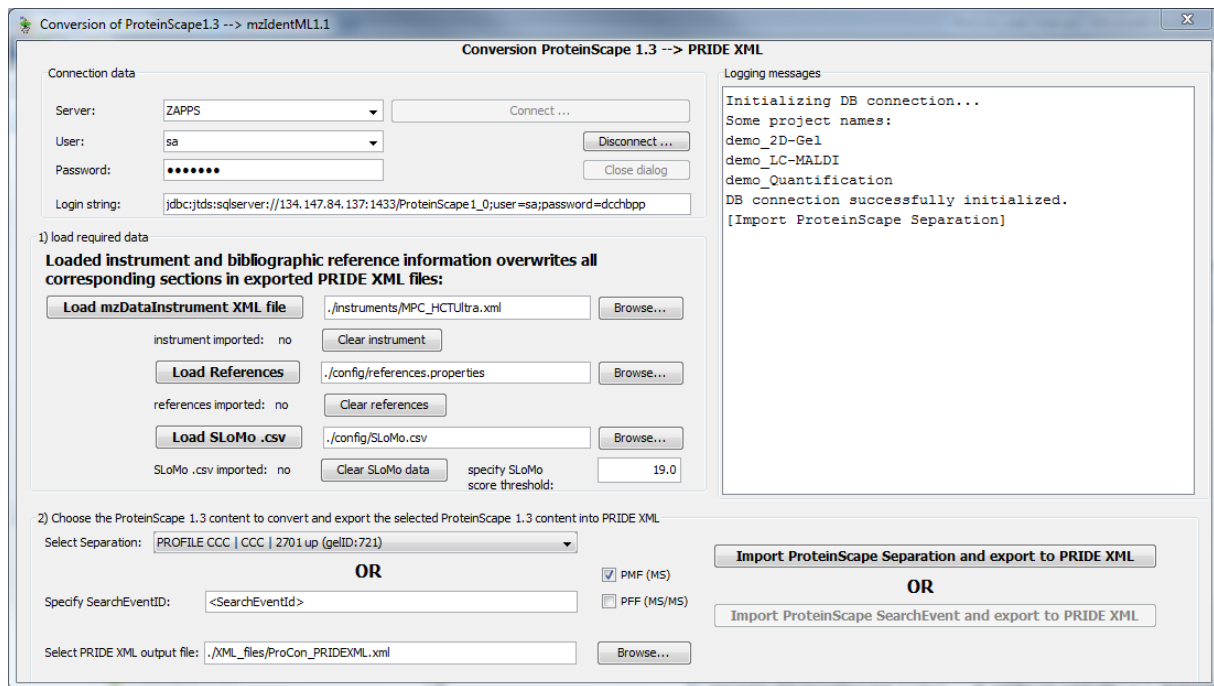 Conversion of ProteinScape1.3 --> mzIdentML1.1
Conversion ProteinScape 1.3 --> PRIDE XML
Connection data
Server: ZAPPS Connect ...
User: sa Disconnect ...
Password: ●●●●●●● Close dialog
Login string: jdbc:jtds:sqlserver://134.147.84.137:1433/ProteinScape1_0;user=sa;password=dcchbpp
1) load required data
Loaded instrument and bibliographic reference information overwrites all
corresponding sections in exported PRIDE XML files:
Load mzDataInstrument XML file ./instruments/MPC_HCTUltra.xml Browse...
instrument imported: no Clear instrument
Load References ./config/references.properties Browse...
references imported: no Clear references
Load SLoMo .csv ./config/SLoMo.csv Browse...
SLoMo .csv imported: no Clear SLoMo data specify SLoMo 19.0
score threshold:
Logging messages
Initializing DB connection...
Some project names:
demo_2D-Gel
demo_LC-MALDI
demo_Quantification
DB connection successfully initialized.
[Import ProteinScape Separation]
2) Choose the ProteinScape 1.3 content to convert and export the selected ProteinScape 1.3 content into PRIDE XML
Select Separation: PROFILE CCC | CCC | 2701 up (gelID:721)
OR
PMF (MS)
Specify SearchEventID: <SearchEventId> PFF (MS/MS)
Select PRIDE XML output file: ./XML_files/ProCon_PRIDEXML.xml Browse...
Import ProteinScape Separation and export to PRIDE XML
OR
Import ProteinScape SearchEvent and export to PRIDE XML